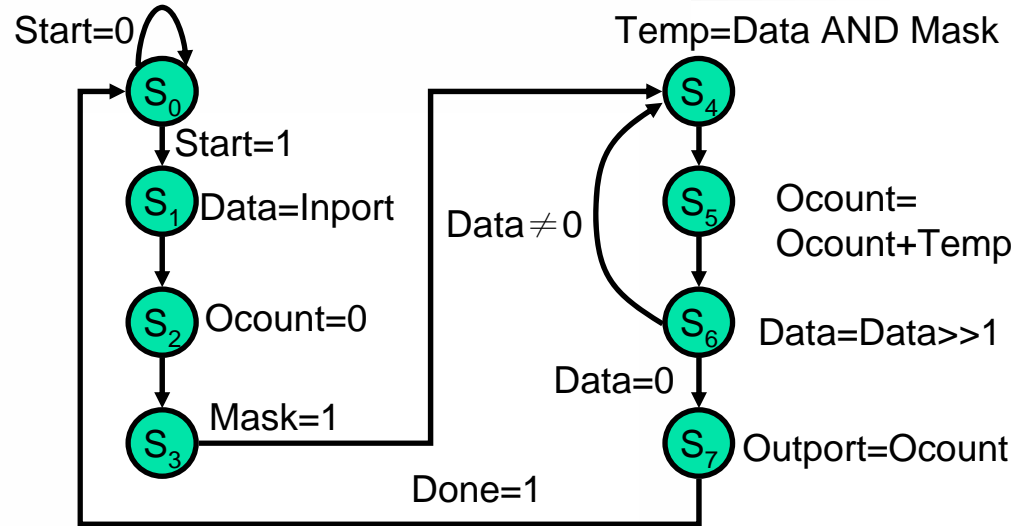 Start=0
S0
Start=1
S1
Data=Inport
S2
Ocount=0
S3
Mask=1
Temp=Data AND Mask
S4
Data≠0
S5
Ocount=
Ocount+Temp
S6
Data=Data>>1
Data=0
S7
Outport=Ocount
Done=1